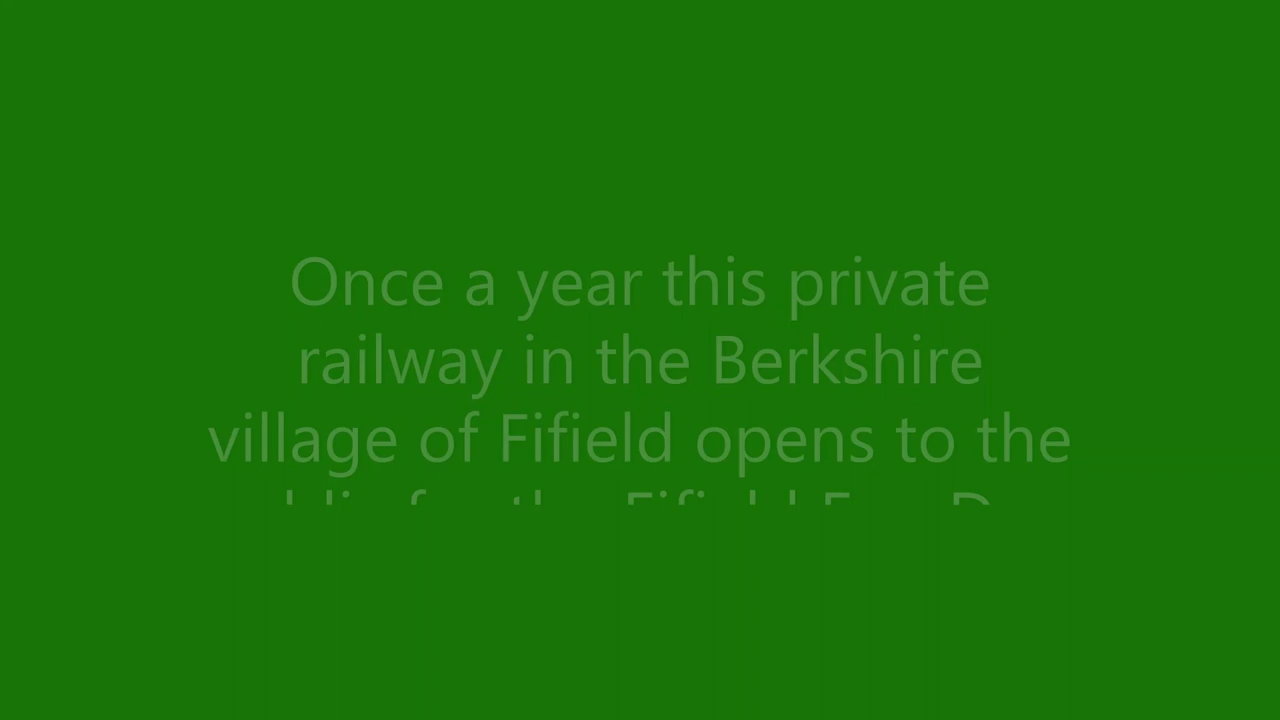 Once a year this private
railway in the Berkshire
village of Fifield opens to the